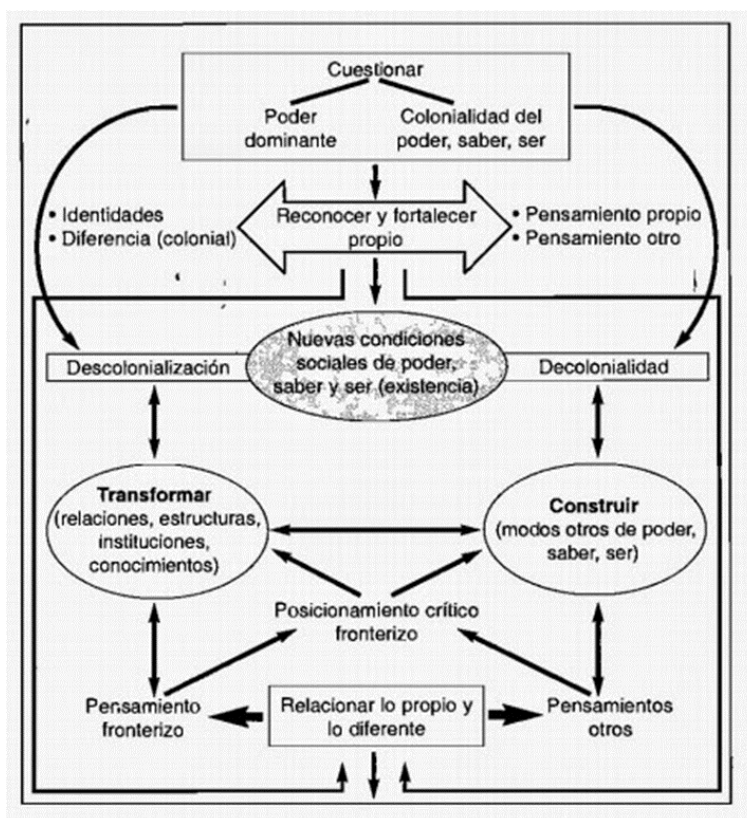 Cuestionar
Poder
dominante
Colonialidad del
poder, saber, ser
• Identidades
• Diferencia (colonial)
Reconocer y fortalecer
propio
• Pensamiento propio
• Pensamiento otro
Nuevas condiciones
sociales de poder,
saber y ser (existencia)
Descolonialización
Decolonialidad
Transformar
(relaciones, estructuras,
instituciones,
conocimientos)
Construir
(modos otros de poder,
saber, ser)
Posicionamiento crítico
fronterizo
Pensamiento
fronterizo
Relacionar lo propio y
lo diferente
Pensamientos
otros